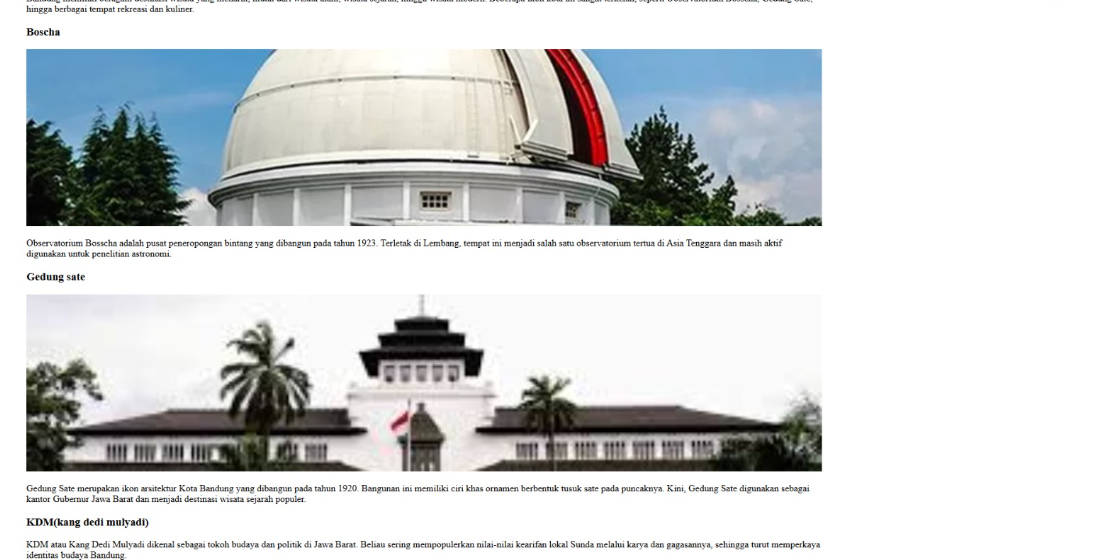 hingga berbagai tempat rekreasi dan kuliner.
Boscha
Observatorium Bosscha adalah pusat peneropongan bintang yang dibangun pada tahun 1923. Terletak di Lembang, tempat ini menjadi salah satu observatorium tertua di Asia Tenggara dan masih aktif
digunakan untuk penelitian astronomi.
Gedung sate
Gedung Sate merupakan ikon arsitektur Kota Bandung yang dibangun pada tahun 1920. Bangunan ini memiliki ciri khas ornamen berbentuk tusuk sate pada puncaknya. Kini, Gedung Sate digunakan sebagai
kantor Gubernur Jawa Barat dan menjadi destinasi wisata sejarah populer.
KDM(kang dedi mulyadi)
KDM atau Kang Dedi Mulyadi dikenal sebagai tokoh budaya dan politik di Jawa Barat. Beliau sering mempopulerkan nilai-nilai kearifan lokal Sunda melalui karya dan gagasannya, sehingga turut memperkaya
identitas budaya Bandung.